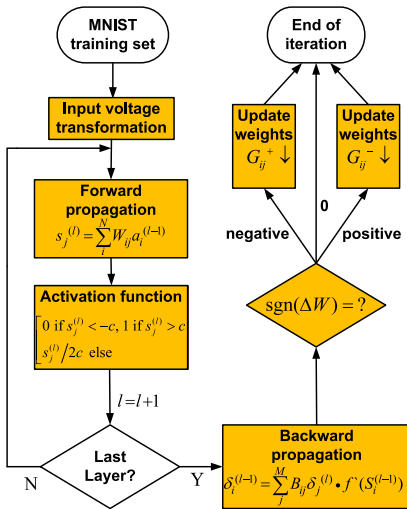 MNIST
training set
Input voltage
transformation
Forward
propagation
s_j^(l) = ∑_i^N W_ij a_i^(l-1)
Activation function
[0 if s_j^(l) < -c, 1 if s_j^(l) > c
s_j^(l)/2c else
l=l+1
Last
Layer?
N
Y
Backward
propagation
δ_i^(l-1) = ∑_j^M B_ij δ_j^(l) • f`(S_i^(l-1))
sgn(ΔW) = ?
negative
0
positive
Update
weights
G_ij^+ ↓
Update
weights
G_ij^- ↓
End of
iteration